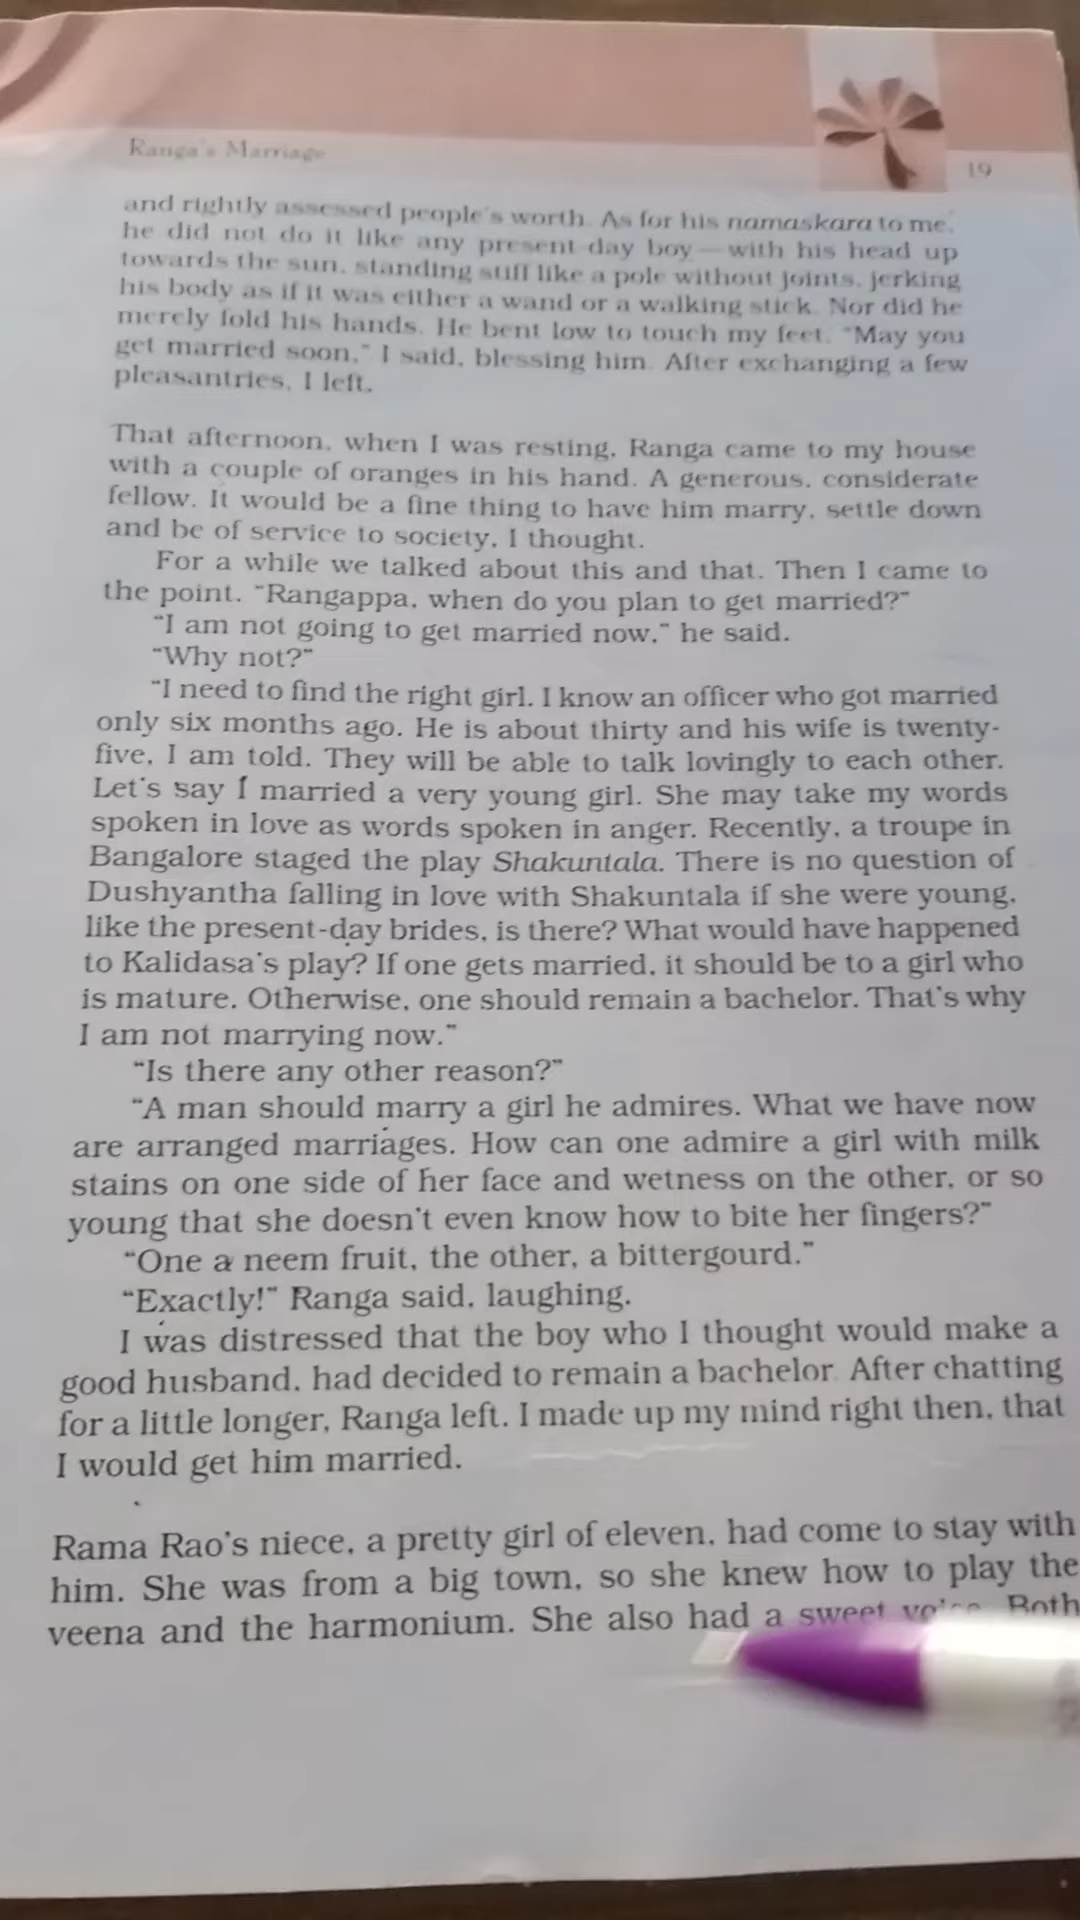 Ranga's Marriage
19
and rightly assessed people's worth. As for his namaskara to me,
he did not do it like any present-day boy — with his head up
towards the sun, standing stiff like a pole without joints, jerking
his body as if it was either a wand or a walking stick. Nor did he
merely fold his hands. He bent low to touch my feet. "May you
get married soon," I said, blessing him. After exchanging a few
pleasantries, I left.
That afternoon, when I was resting, Ranga came to my house
with a couple of oranges in his hand. A generous, considerate
fellow. It would be a fine thing to have him marry, settle down
and be of service to society, I thought.
For a while we talked about this and that. Then I came to
the point. "Rangappa, when do you plan to get married?"
"I am not going to get married now," he said.
"Why not?"
"I need to find the right girl. I know an officer who got married
only six months ago. He is about thirty and his wife is twenty-
five, I am told. They will be able to talk lovingly to each other.
Let's say I married a very young girl. She may take my words
spoken in love as words spoken in anger. Recently, a troupe in
Bangalore staged the play Shakuntala. There is no question of
Dushyantha falling in love with Shakuntala if she were young,
like the present-day brides, is there? What would have happened
to Kalidasa's play? If one gets married, it should be to a girl who
is mature. Otherwise, one should remain a bachelor. That's why
I am not marrying now."
"Is there any other reason?"
"A man should marry a girl he admires. What we have now
are arranged marriages. How can one admire a girl with milk
stains on one side of her face and wetness on the other, or so
young that she doesn't even know how to bite her fingers?"
"One a neem fruit, the other, a bittergourd."
"Exactly!" Ranga said, laughing.
I was distressed that the boy who I thought would make a
good husband, had decided to remain a bachelor. After chatting
for a little longer, Ranga left. I made up my mind right then, that
I would get him married.
Rama Rao's niece, a pretty girl of eleven, had come to stay with
him. She was from a big town, so she knew how to play the
veena and the harmonium. She also had a sweet voice. Both